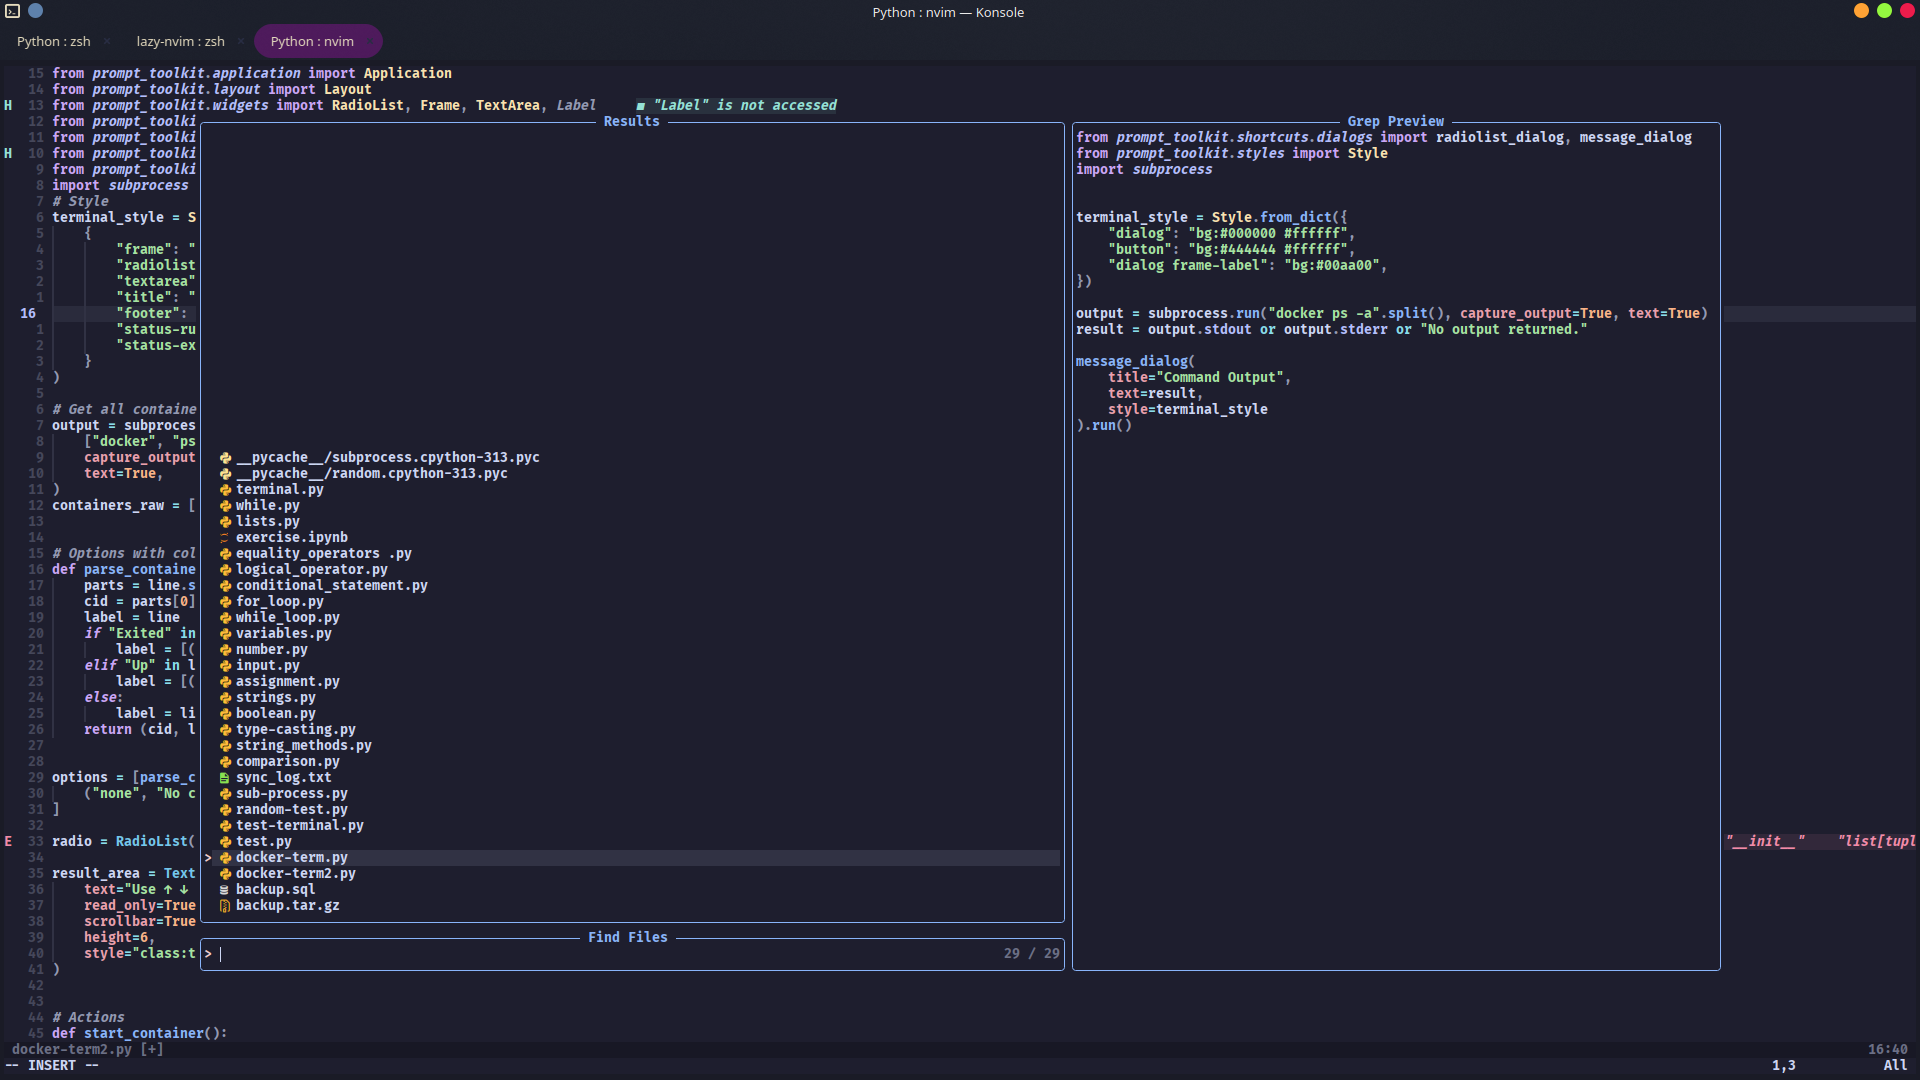 Python : nvim — Konsole
Python : zsh × lazy-nvim : zsh × Python : nvim
15 from prompt_toolkit.application import Application
14 from prompt_toolkit.layout import Layout
H 13 from prompt_toolkit.widgets import RadioList, Frame, TextArea, Label ■ "Label" is not accessed
12 from prompt_toolki
11 from prompt_toolki
H 10 from prompt_toolki
9 from prompt_toolki
8 import subprocess
7 # Style
6 terminal_style = S
5 {
4 "frame": "
3 "radiolist
2 "textarea"
1 "title": "
16 "footer":
1 "status-ru
2 "status-ex
3 }
4 )
5
6 # Get all containe
7 output = subproces
8 ["docker", "ps
9 capture_output
10 text=True,
11 )
12 containers_raw = [
13
14
15 # Options with col
16 def parse_containe
17 parts = line.s
18 cid = parts[0]
19 label = line
20 if "Exited" in
21 label = [(
22 elif "Up" in l
23 label = [(
24 else:
25 label = li
26 return (cid, l
27
28
29 options = [parse_c
30 ("none", "No c
31 ]
32
E 33 radio = RadioList(
34
35 result_area = Text
36 text="Use ↑ ↓
37 read_only=True
38 scrollbar=True
39 height=6,
40 style="class:t
41 )
42
43
44 # Actions
45 def start_container():
Results
__pycache__/subprocess.cpython-313.pyc
__pycache__/random.cpython-313.pyc
terminal.py
while.py
lists.py
exercise.ipynb
equality_operators .py
logical_operator.py
conditional_statement.py
for_loop.py
while_loop.py
variables.py
number.py
input.py
assignment.py
strings.py
boolean.py
type-casting.py
string_methods.py
comparison.py
sync_log.txt
sub-process.py
random-test.py
test-terminal.py
test.py
> docker-term.py
docker-term2.py
backup.sql
backup.tar.gz
Find Files
> 29 / 29
Grep Preview
from prompt_toolkit.shortcuts.dialogs import radiolist_dialog, message_dialog
from prompt_toolkit.styles import Style
import subprocess
terminal_style = Style.from_dict({
"dialog": "bg:#000000 #ffffff",
"button": "bg:#444444 #ffffff",
"dialog frame-label": "bg:#00aa00",
})
output = subprocess.run("docker ps -a".split(), capture_output=True, text=True)
result = output.stdout or output.stderr or "No output returned."
message_dialog(
title="Command Output",
text=result,
style=terminal_style
).run()
"__init__" "list[tupl
docker-term2.py [+] 16:40
-- INSERT -- 1,3 All